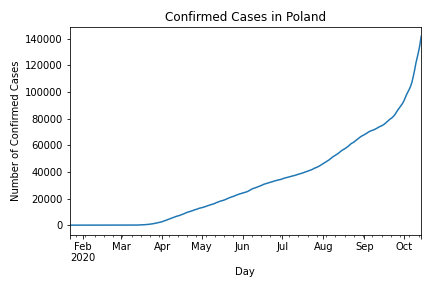 Confirmed Cases in Poland
Number of Confirmed Cases
140000
120000
100000
80000
60000
40000
20000
0
Feb Mar Apr May Jun Jul Aug Sep Oct
2020
Day